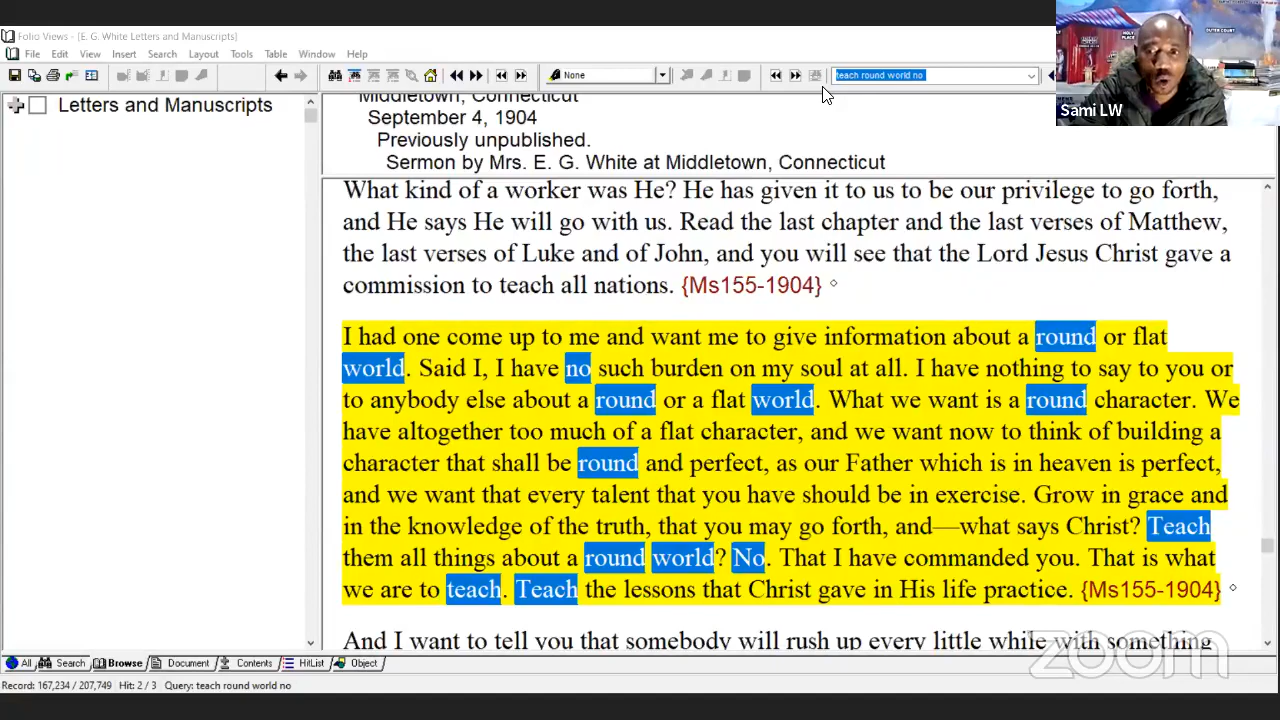 Folio Views - [E. G. White Letters and Manuscripts]
File Edit View Insert Search Layout Tools Table Window Help
None
teach round world no
HOLY PLACE
OUTER COURT
Sami LW
Letters and Manuscripts
Middletown, Connecticut
September 4, 1904
Previously unpublished.
Sermon by Mrs. E. G. White at Middletown, Connecticut
What kind of a worker was He? He has given it to us to be our privilege to go forth,
and He says He will go with us. Read the last chapter and the last verses of Matthew,
the last verses of Luke and of John, and you will see that the Lord Jesus Christ gave a
commission to teach all nations. {Ms155-1904}
I had one come up to me and want me to give information about a round or flat
world. Said I, I have no such burden on my soul at all. I have nothing to say to you or
to anybody else about a round or a flat world. What we want is a round character. We
have altogether too much of a flat character, and we want now to think of building a
character that shall be round and perfect, as our Father which is in heaven is perfect,
and we want that every talent that you have should be in exercise. Grow in grace and
in the knowledge of the truth, that you may go forth, and—what says Christ? Teach
them all things about a round world? No. That I have commanded you. That is what
we are to teach. Teach the lessons that Christ gave in His life practice. {Ms155-1904}
And I want to tell you that somebody will rush up every little while with something
zoom
All Search Browse Document Contents HitList Object
Record: 167,234 / 207,749 Hit: 2 / 3 Query: teach round world no